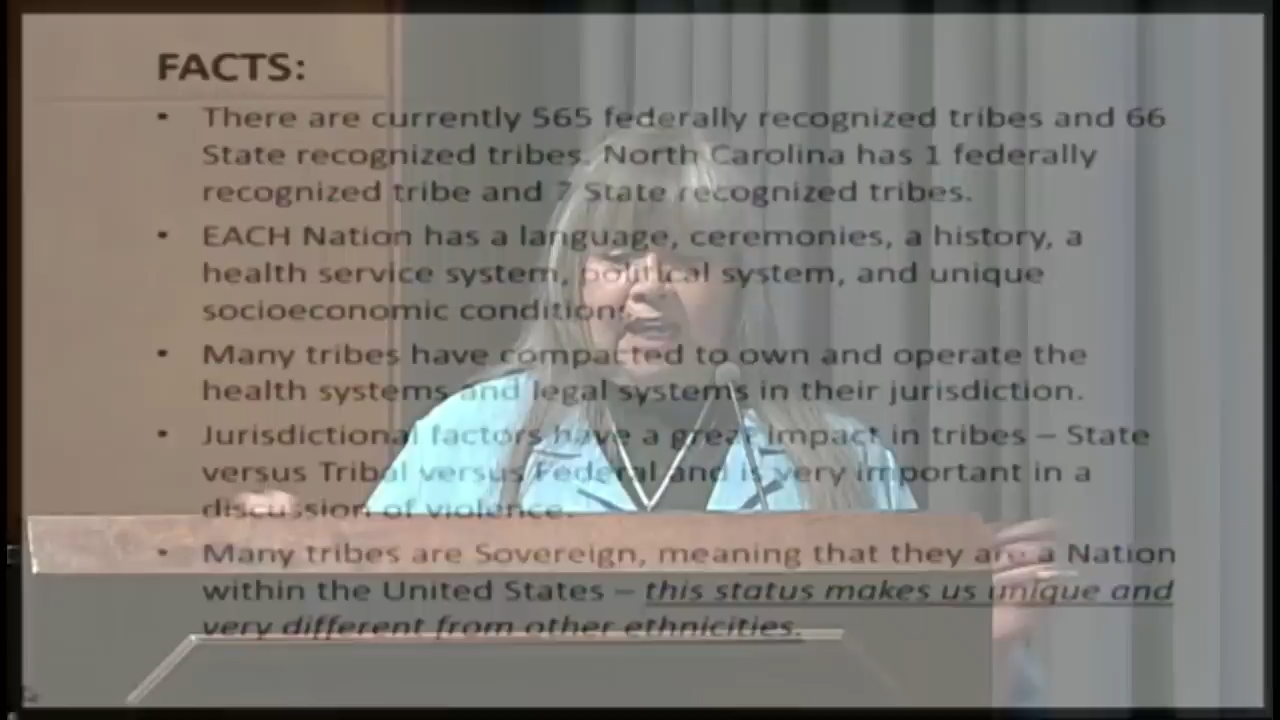 FACTS:
• There are currently 565 federally recognized tribes and 66
State recognized tribes. North Carolina has 1 federally
recognized tribe and 7 State recognized tribes.
• EACH Nation has a language, ceremonies, a history, a
health service system, political system, and unique
socioeconomic conditions.
• Many tribes have compacted to own and operate the
health systems and legal systems in their jurisdiction.
• Jurisdictional factors have a great impact in tribes – State
versus Tribal versus Federal and is very important in a
discussion of violence.
• Many tribes are Sovereign, meaning that they are a Nation
within the United States – this status makes us unique and
very different from other ethnicities.